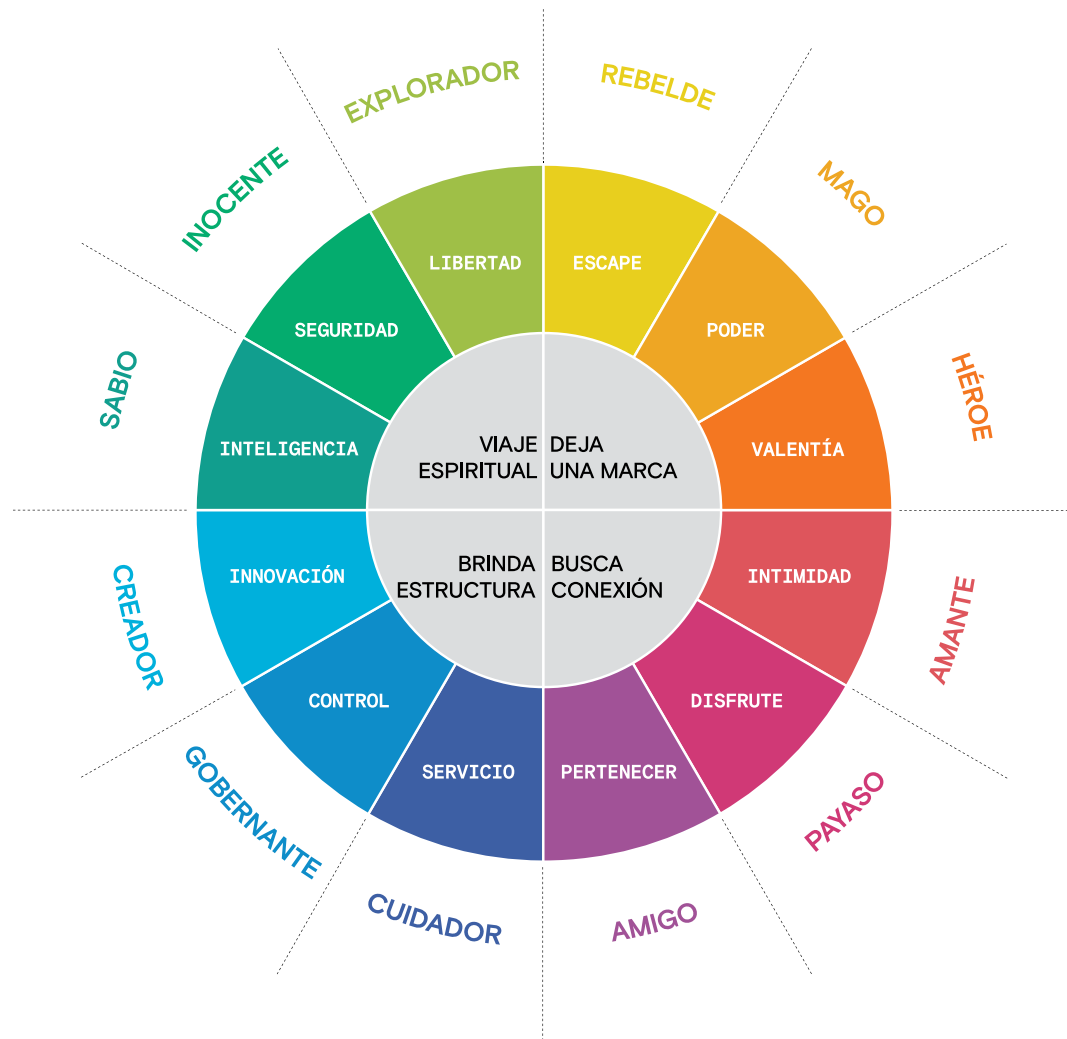 EXPLORADOR
REBELDE
MAGO
HÉROE
AMANTE
PAYASO
AMIGO
CUIDADOR
GOBERNANTE
CREADOR
SABIO
INOCENTE
LIBERTAD
ESCAPE
PODER
VALENTÍA
INTIMIDAD
DISFRUTE
PERTENECER
SERVICIO
CONTROL
INNOVACIÓN
INTELIGENCIA
SEGURIDAD
VIAJE
ESPIRITUAL
DEJA
UNA MARCA
BRINDA
ESTRUCTURA
BUSCA
CONEXIÓN